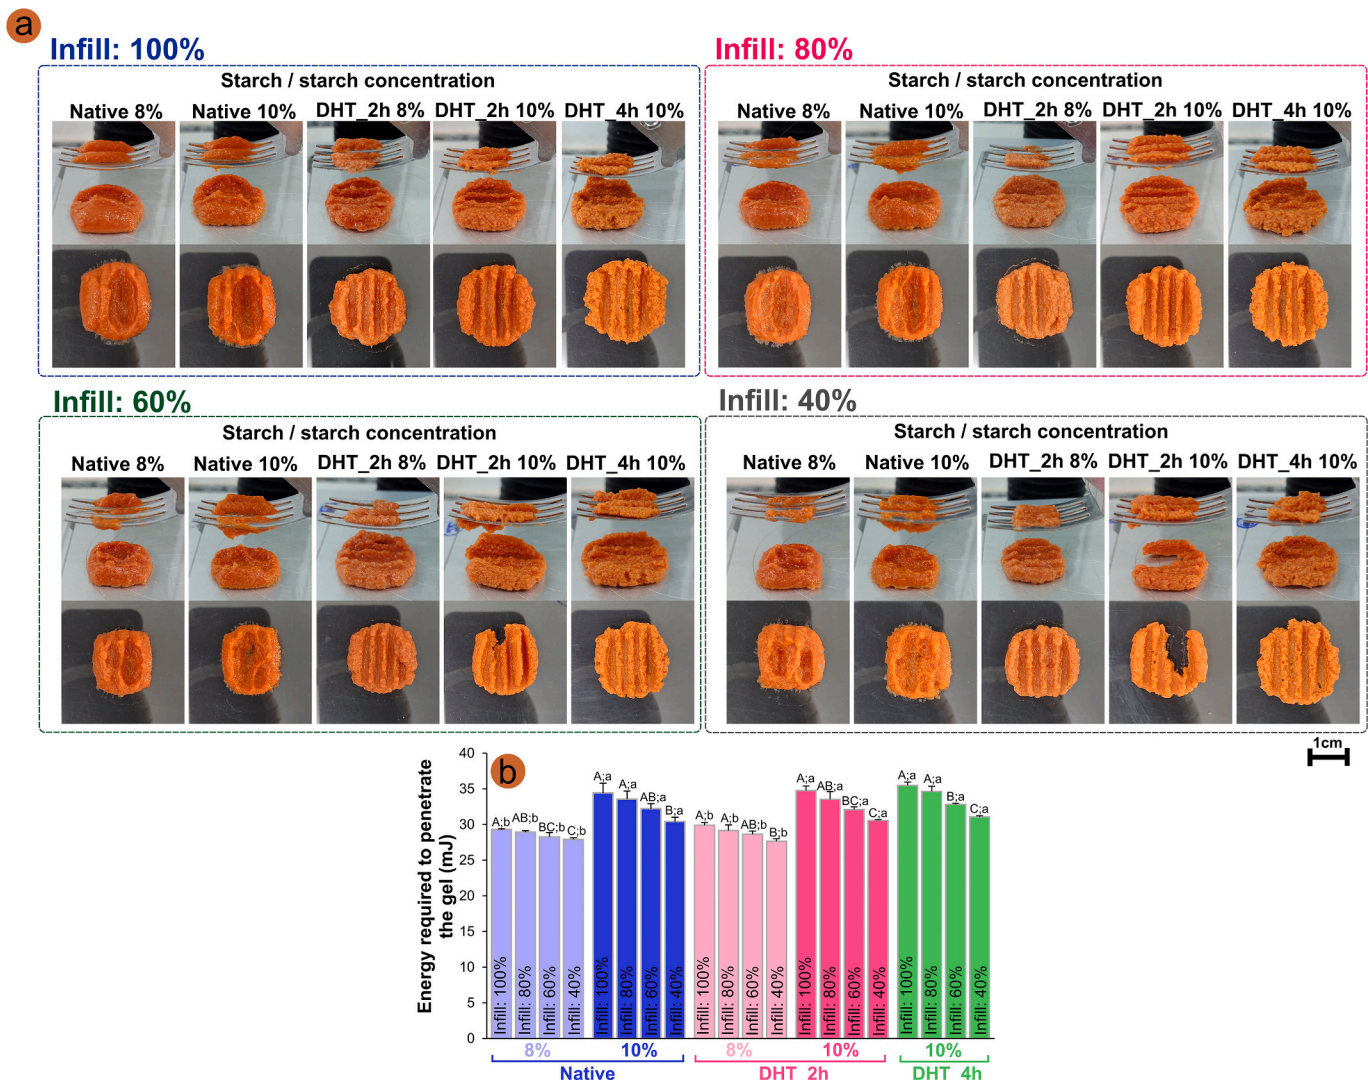 a
Infill: 100%
Starch / starch concentration
Native 8% Native 10% DHT_2h 8% DHT_2h 10% DHT_4h 10%
Infill: 80%
Starch / starch concentration
Native 8% Native 10% DHT_2h 8% DHT_2h 10% DHT_4h 10%
Infill: 60%
Starch / starch concentration
Native 8% Native 10% DHT_2h 8% DHT_2h 10% DHT_4h 10%
Infill: 40%
Starch / starch concentration
Native 8% Native 10% DHT_2h 8% DHT_2h 10% DHT_4h 10%
1cm
b
Energy required to penetrate
the gel (mJ)
40
35
30
25
20
15
10
5
0
A;b AB;b BC;b C;b A;a A;a AB;a B;a A;b A;b AB;b B;b A;a AB;a BC;a C;a A;a A;a B;a C;a
Infill: 100% Infill: 80% Infill: 60% Infill: 40% Infill: 100% Infill: 80% Infill: 60% Infill: 40% Infill: 100% Infill: 80% Infill: 60% Infill: 40% Infill: 100% Infill: 80% Infill: 60% Infill: 40% Infill: 100% Infill: 80% Infill: 60% Infill: 40%
8% 10% 8% 10% 10%
Native DHT_2h DHT_4h